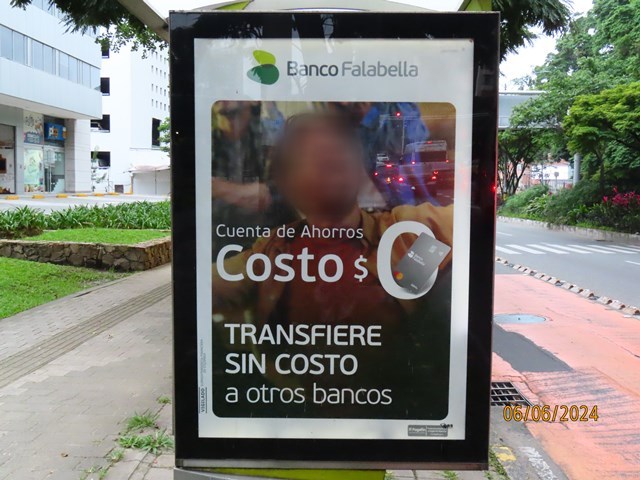 Banco Falabella
Cuenta de Ahorros
Costo $0
TRANSFIERE
SIN COSTO
a otros bancos
06/06/2024